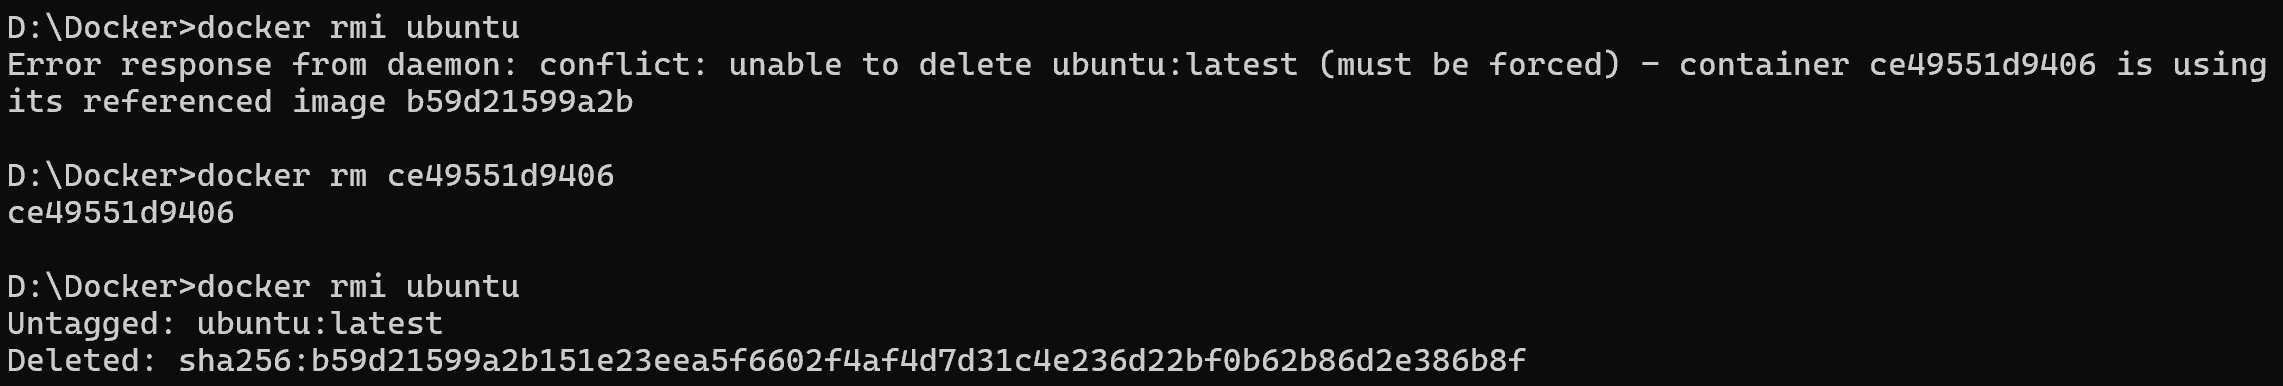 D:\Docker>docker rmi ubuntu
Error response from daemon: conflict: unable to delete ubuntu:latest (must be forced) - container ce49551d9406 is using
its referenced image b59d21599a2b
D:\Docker>docker rm ce49551d9406
ce49551d9406
D:\Docker>docker rmi ubuntu
Untagged: ubuntu:latest
Deleted: sha256:b59d21599a2b151e23eea5f6602f4af4d7d31c4e236d22bf0b62b86d2e386b8f